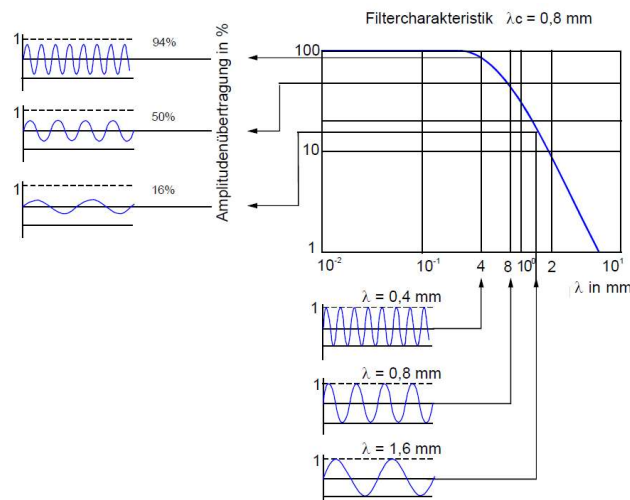 Filtercharakteristik λc = 0,8 mm
Amplitudenübertragung in %
1
94%
1
50%
1
16%
100
10
1
10⁻² 10⁻¹ 4 8 10⁰ 2 10¹
λ in mm
λ = 0,4 mm
1
λ = 0,8 mm
1
λ = 1,6 mm
1